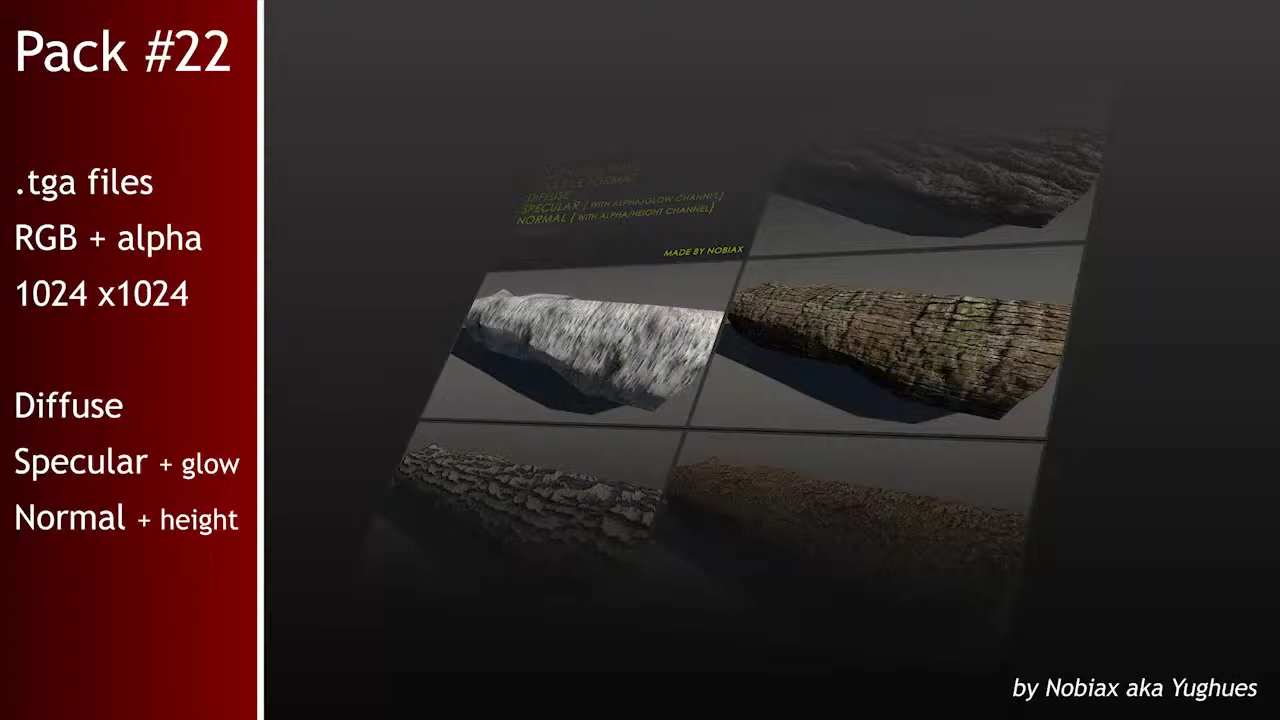 Pack #22
.tga files
RGB + alpha
1024 x1024
Diffuse
Specular + glow
Normal + height
DIFFUSE
SPECULAR ( WITH ALPHA/GLOW CHANNEL)
NORMAL ( WITH ALPHA/HEIGHT CHANNEL)
MADE BY NOBIAX
by Nobiax aka Yughues